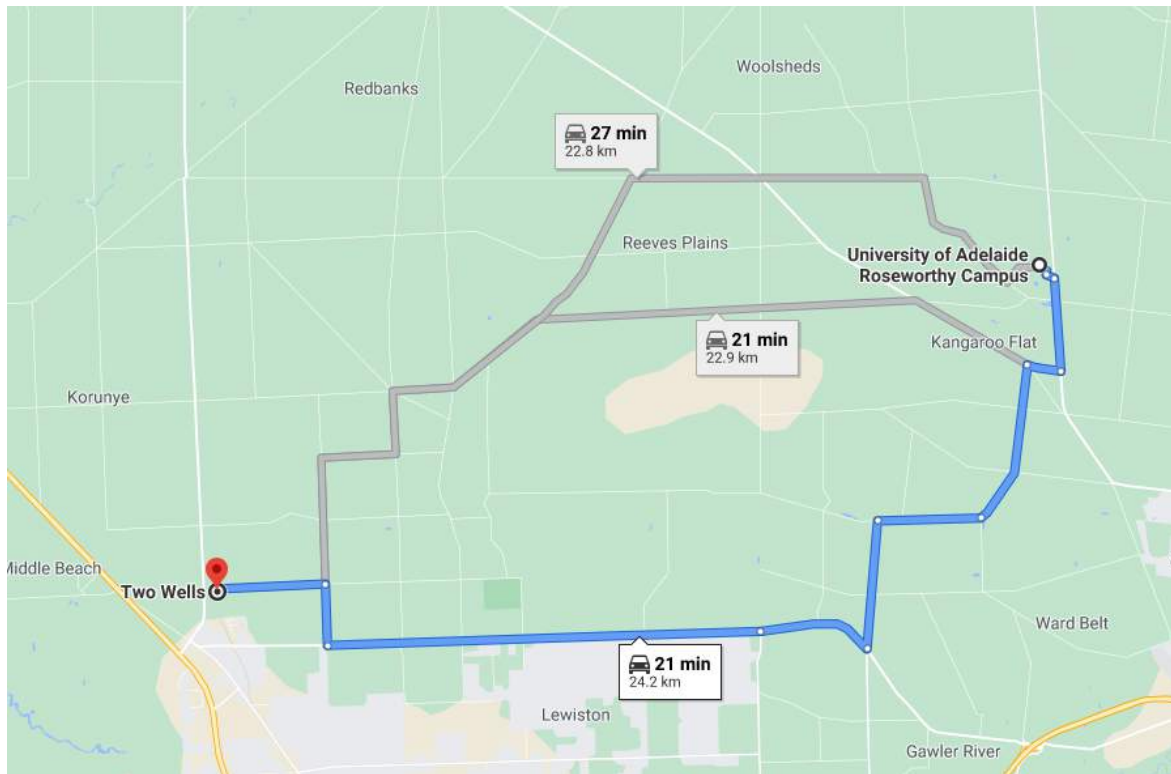 Woolsheds
Redbanks
27 min
22.8 km
Reeves Plains
University of Adelaide
Roseworthy Campus
21 min
22.9 km
Kangaroo Flat
Korunye
Middle Beach
Two Wells
Ward Belt
21 min
24.2 km
Lewiston
Gawler River